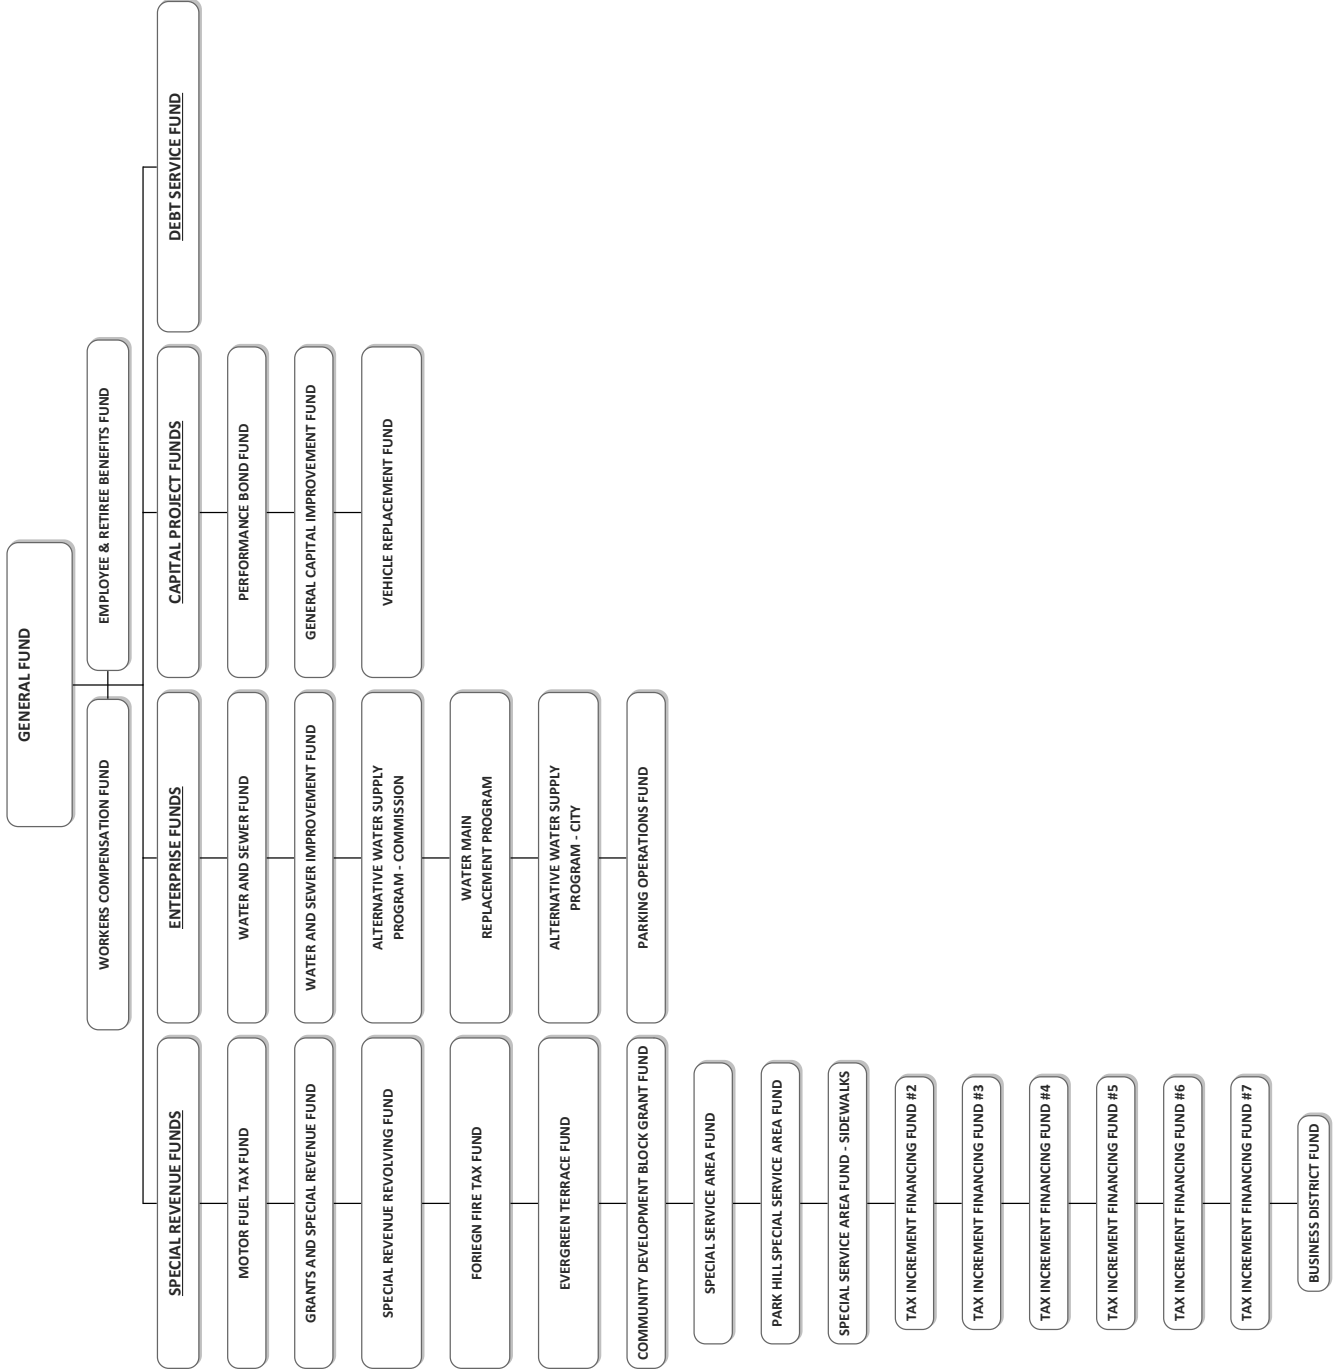 GENERAL FUND
WORKERS COMPENSATION FUND
EMPLOYEE & RETIREE BENEFITS FUND
SPECIAL REVENUE FUNDS
MOTOR FUEL TAX FUND
GRANTS AND SPECIAL REVENUE FUND
SPECIAL REVENUE REVOLVING FUND
FORIEGN FIRE TAX FUND
EVERGREEN TERRACE FUND
COMMUNITY DEVELOPMENT BLOCK GRANT FUND
SPECIAL SERVICE AREA FUND
PARK HILL SPECIAL SERVICE AREA FUND
SPECIAL SERVICE AREA FUND - SIDEWALKS
TAX INCREMENT FINANCING FUND #2
TAX INCREMENT FINANCING FUND #3
TAX INCREMENT FINANCING FUND #4
TAX INCREMENT FINANCING FUND #5
TAX INCREMENT FINANCING FUND #6
TAX INCREMENT FINANCING FUND #7
BUSINESS DISTRICT FUND
ENTERPRISE FUNDS
WATER AND SEWER FUND
WATER AND SEWER IMPROVEMENT FUND
ALTERNATIVE WATER SUPPLY
PROGRAM - COMMISSION
WATER MAIN
REPLACEMENT PROGRAM
ALTERNATIVE WATER SUPPLY
PROGRAM - CITY
PARKING OPERATIONS FUND
CAPITAL PROJECT FUNDS
PERFORMANCE BOND FUND
GENERAL CAPITAL IMPROVEMENT FUND
VEHICLE REPLACEMENT FUND
DEBT SERVICE FUND